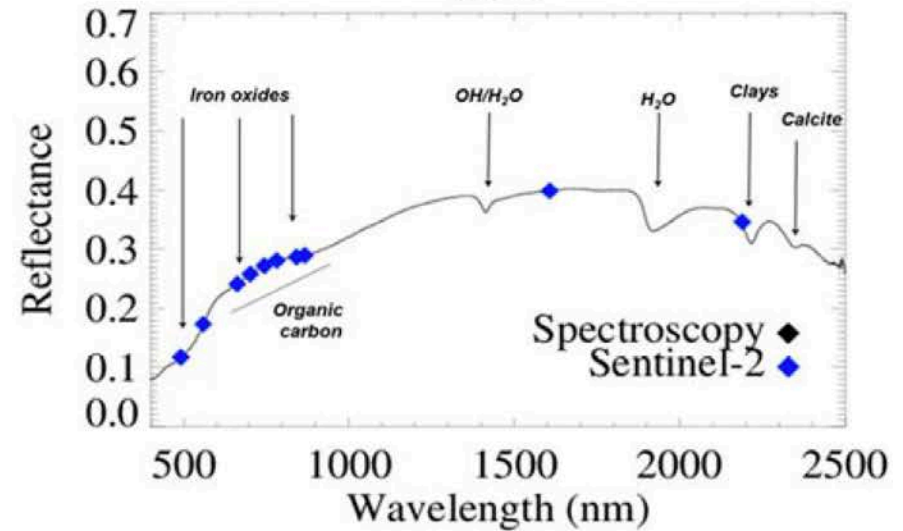 0.7
0.6
0.5
0.4
0.3
0.2
0.1
0.0
Reflectance
Iron oxides
OH/H₂O
H₂O
Clays
Calcite
Organic
carbon
Spectroscopy
Sentinel-2
500 1000 1500 2000 2500
Wavelength (nm)